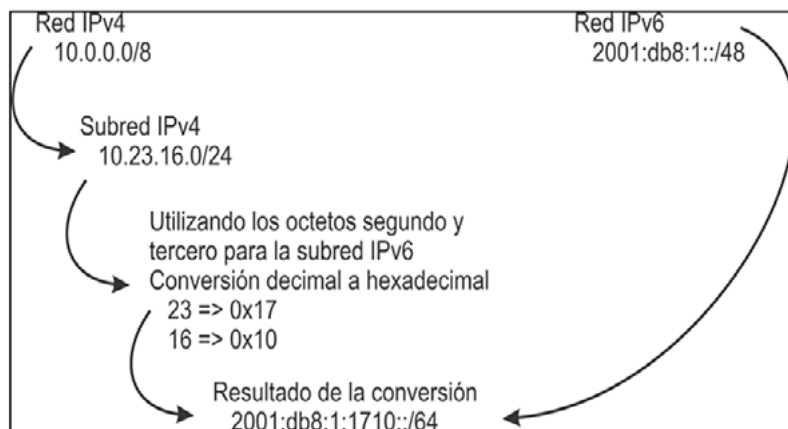 Red IPv4
10.0.0.0/8
Red IPv6
2001:db8:1::/48
Subred IPv4
10.23.16.0/24
Utilizando los octetos segundo y
tercero para la subred IPv6
Conversión decimal a hexadecimal
23 => 0x17
16 => 0x10
Resultado de la conversión
2001:db8:1:1710::/64